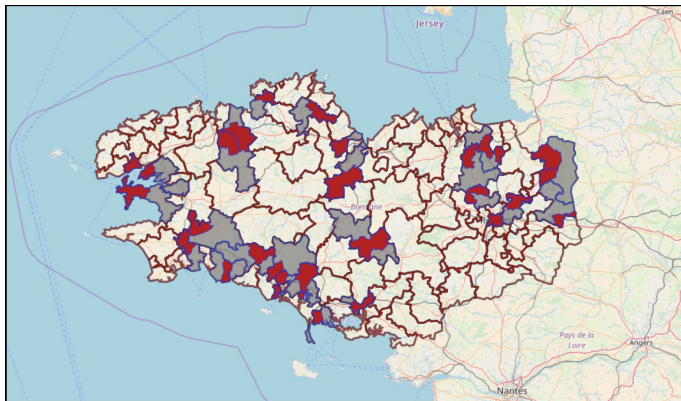 Caen
Jersey
Bretagne
Pays de la
Loire
Angers
Nantes